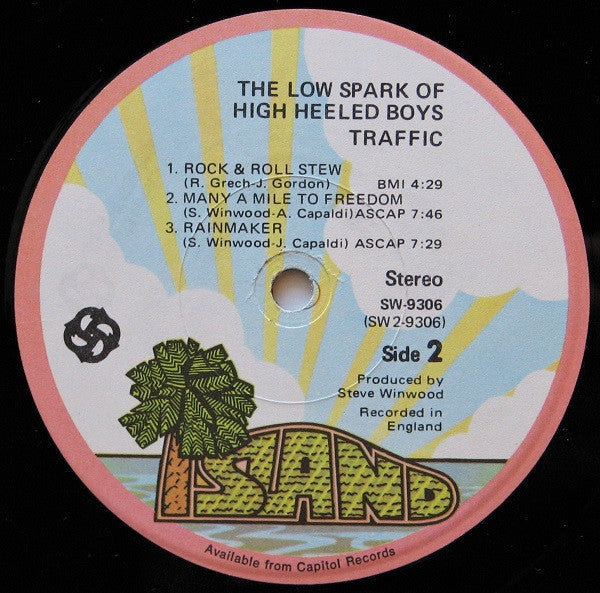 THE LOW SPARK OF
HIGH HEELED BOYS
TRAFFIC
1. ROCK & ROLL STEW
(R. Grech-J. Gordon) BMI 4:29
2. MANY A MILE TO FREEDOM
(S. Winwood-A. Capaldi) ASCAP 7:46
3. RAINMAKER
(S. Winwood-J. Capaldi) ASCAP 7:29
Stereo
SW-9306
(SW2-9306)
Side 2
Produced by
Steve Winwood
Recorded in
England
ISLAND
Available from Capitol Records